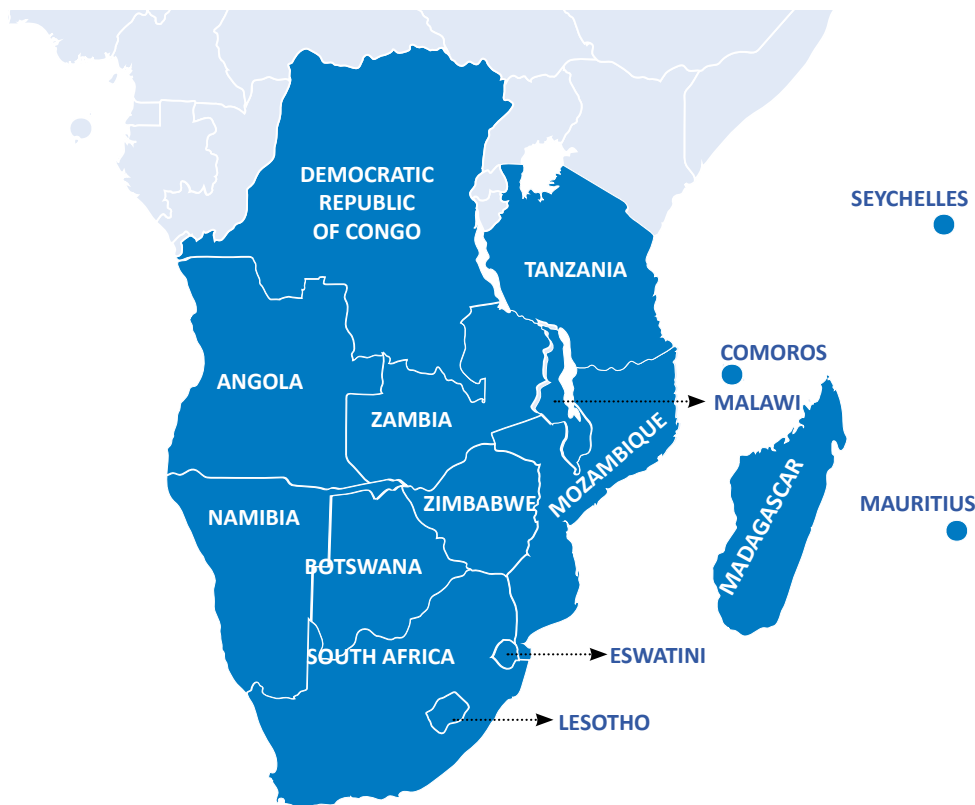 DEMOCRATIC
REPUBLIC
OF CONGO
SEYCHELLES
TANZANIA
COMOROS
ANGOLA
MALAWI
ZAMBIA
MOZAMBIQUE
ZIMBABWE
MAURITIUS
NAMIBIA
MADAGASCAR
BOTSWANA
SOUTH AFRICA
ESWATINI
LESOTHO